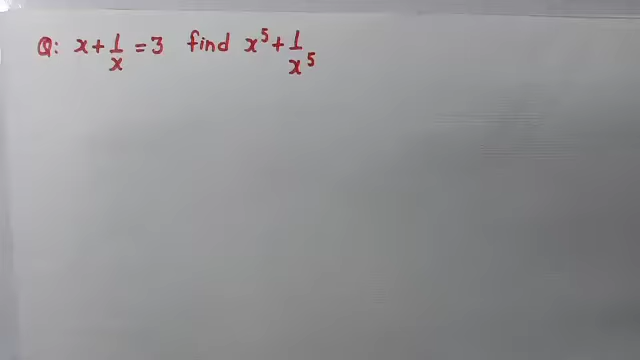 Q: x + 1/x = 3 find x⁵ + 1/x⁵